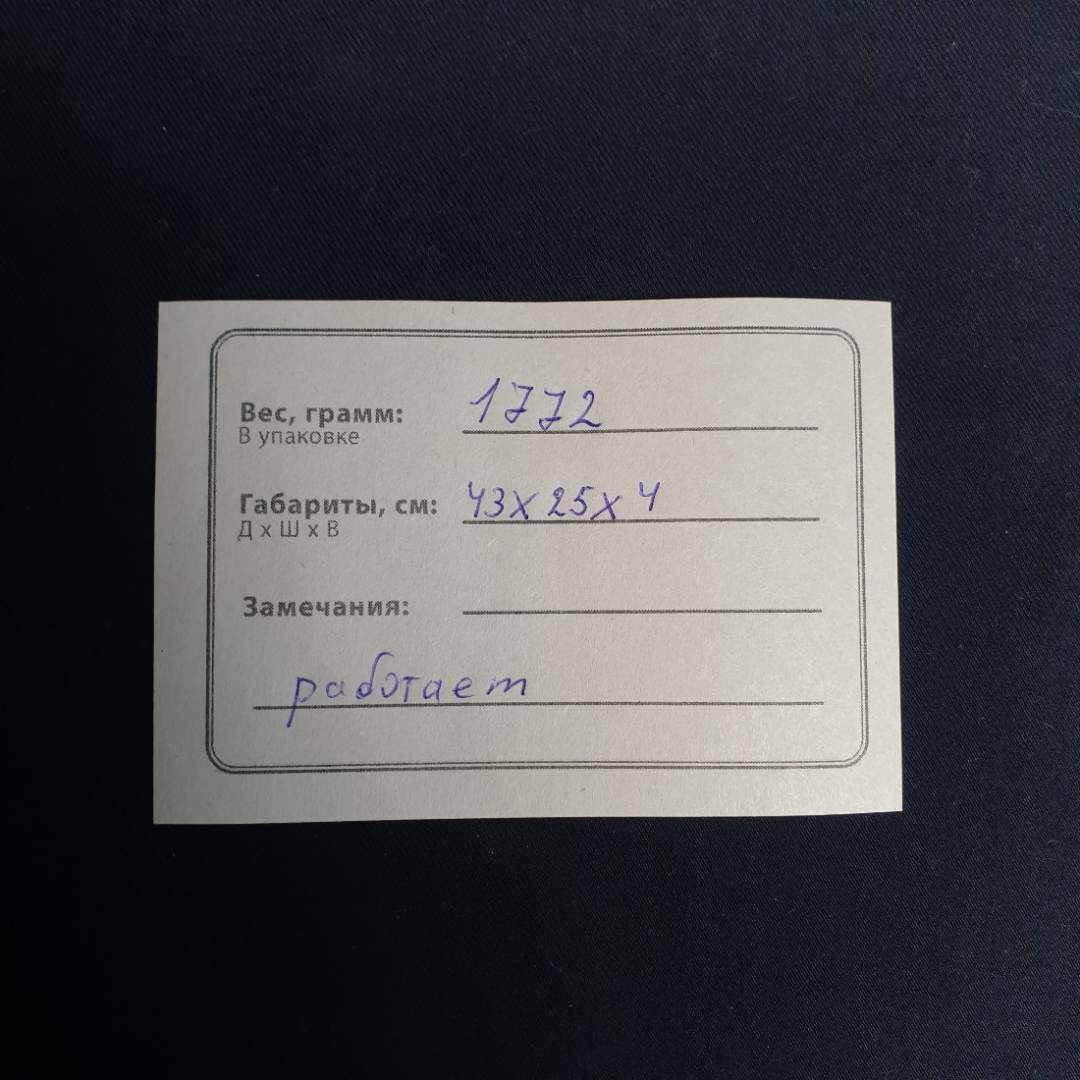 Вес, грамм: 1772
В упаковке
Габариты, см: 43х25х4
Д х Ш х В
Замечания:
работает